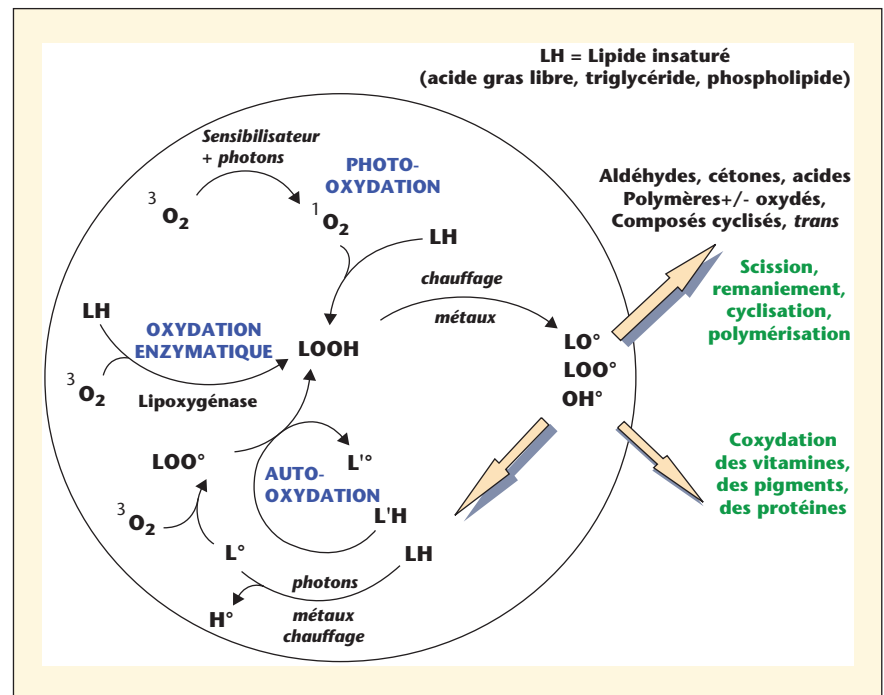 LH = Lipide insaturé
(acide gras libre, triglycéride, phospholipide)
Sensibilisateur
+ photons
PHOTO-
OXYDATION
3O2
1O2
LH
Aldéhydes, cétones, acides
Polymères+/- oxydés,
Composés cyclisés, trans
chauffage
métaux
Scission,
remaniement,
cyclisation,
polymérisation
LH
OXYDATION
ENZYMATIQUE
LOOH
LO°
LOO°
OH°
3O2
Lipoxygénase
LOO°
L'°
AUTO-
OXYDATION
Coxydation
des vitamines,
des pigments,
des protéines
3O2
L'H
L°
LH
photons
H°
métaux
chauffage